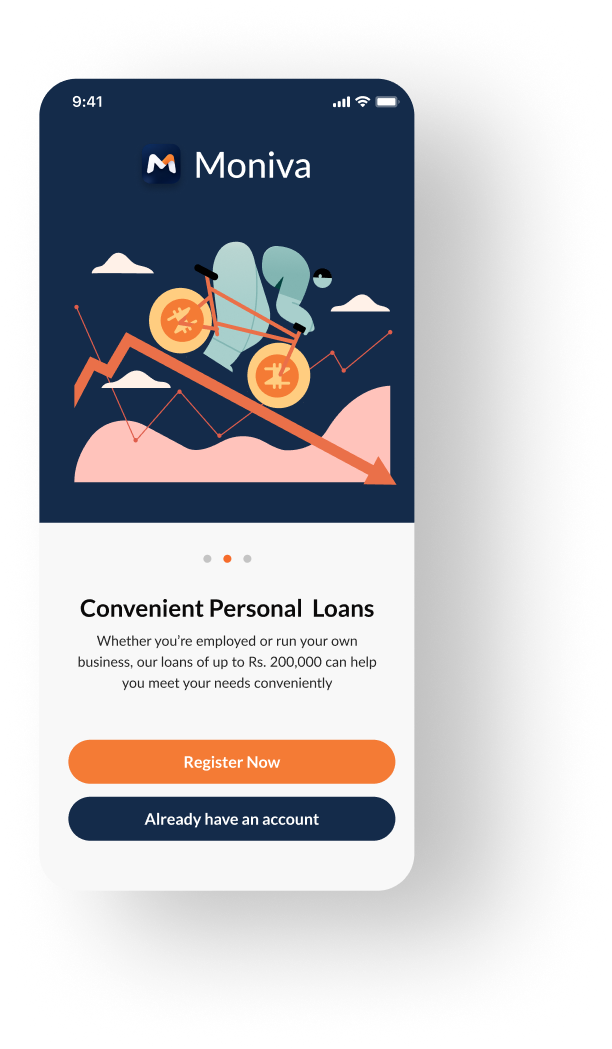 9:41
Moniva
Convenient Personal Loans
Whether you're employed or run your own
business, our loans of up to Rs. 200,000 can help
you meet your needs conveniently
Register Now
Already have an account